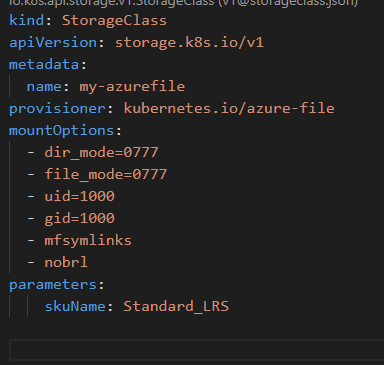 io.k8s.api.storage.v1.StorageClass (v1@storageclass.json)
kind: StorageClass
apiVersion: storage.k8s.io/v1
metadata:
  name: my-azurefile
provisioner: kubernetes.io/azure-file
mountOptions:
  - dir_mode=0777
  - file_mode=0777
  - uid=1000
  - gid=1000
  - mfsymlinks
  - nobrl
parameters:
    skuName: Standard_LRS